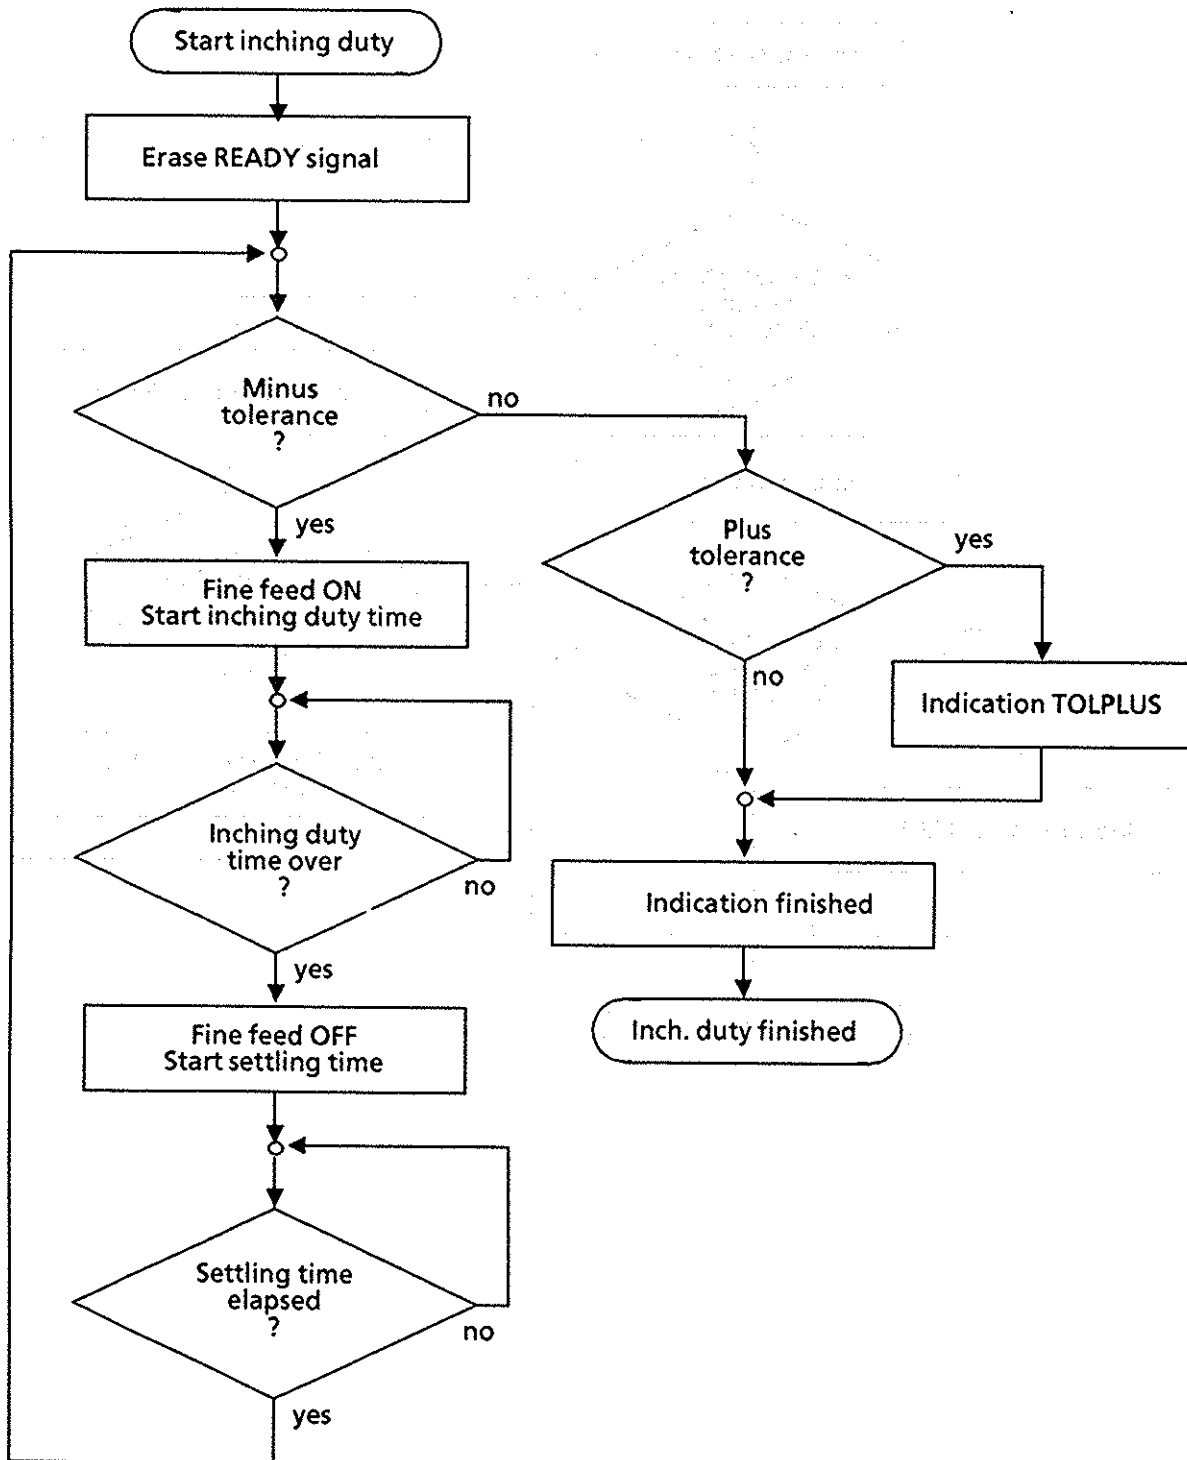 Start inching duty
Erase READY signal
Minus
tolerance
?
no
yes
Fine feed ON
Start inching duty time
Inching duty
time over
?
no
yes
Fine feed OFF
Start settling time
Settling time
elapsed
?
no
yes
Plus
tolerance
?
yes
no
Indication TOLPLUS
Indication finished
Inch. duty finished